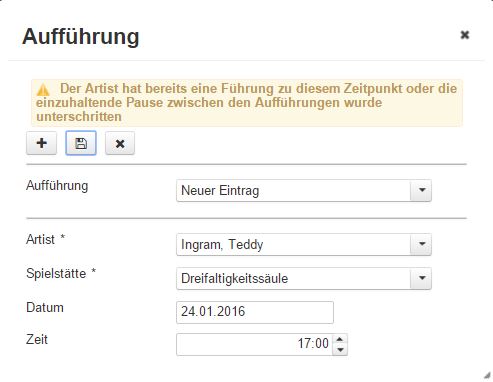 Aufführung
Der Artist hat bereits eine Führung zu diesem Zeitpunkt oder die
einzuhaltende Pause zwischen den Aufführungen wurde
unterschritten
Aufführung Neuer Eintrag
Artist * Ingram, Teddy
Spielstätte * Dreifaltigkeitssäule
Datum 24.01.2016
Zeit 17:00